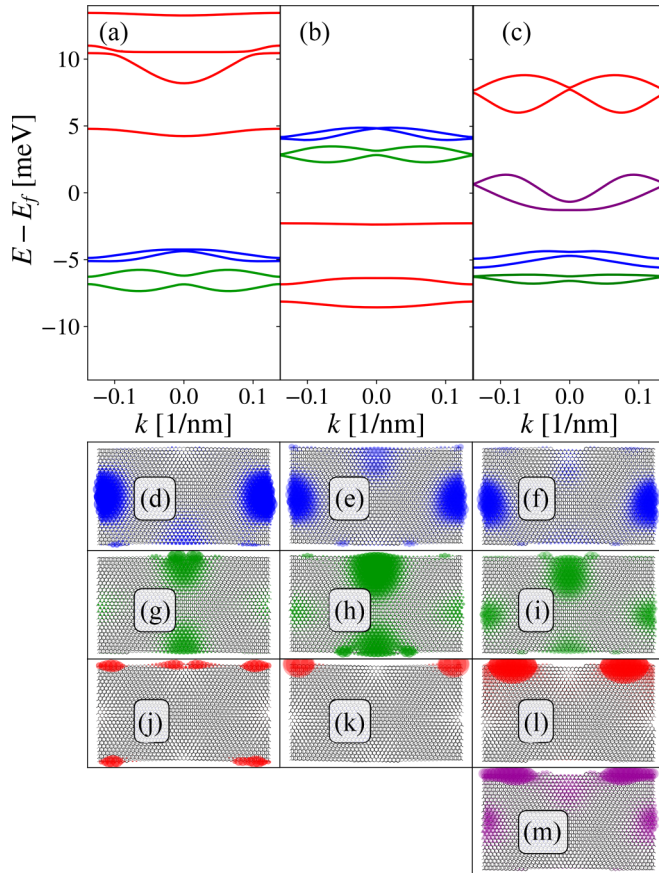 (a) (b) (c)
10
5
0
−5
−10
E − E_f [meV]
−0.1 0.0 0.1 −0.1 0.0 0.1 −0.1 0.0 0.1
k [1/nm] k [1/nm] k [1/nm]
(d) (e) (f)
(g) (h) (i)
(j) (k) (l)
(m)